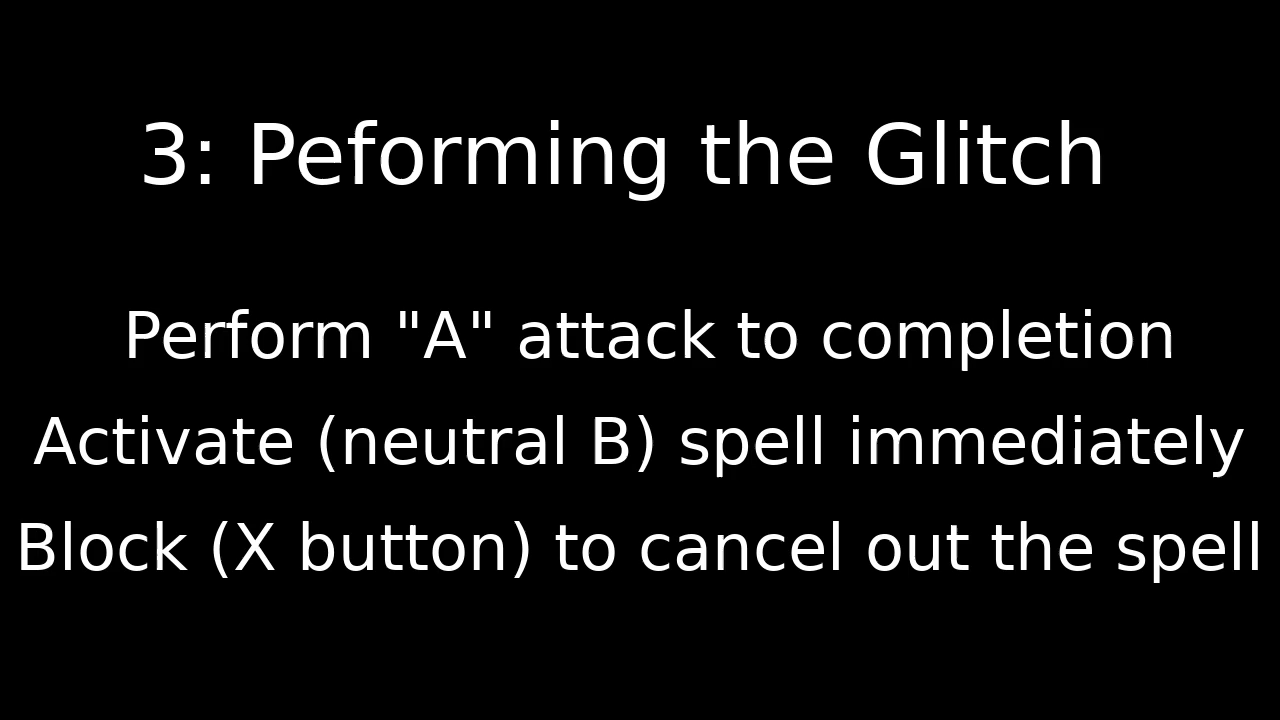 3: Peforming the Glitch
Perform "A" attack to completion
Activate (neutral B) spell immediately
Block (X button) to cancel out the spell